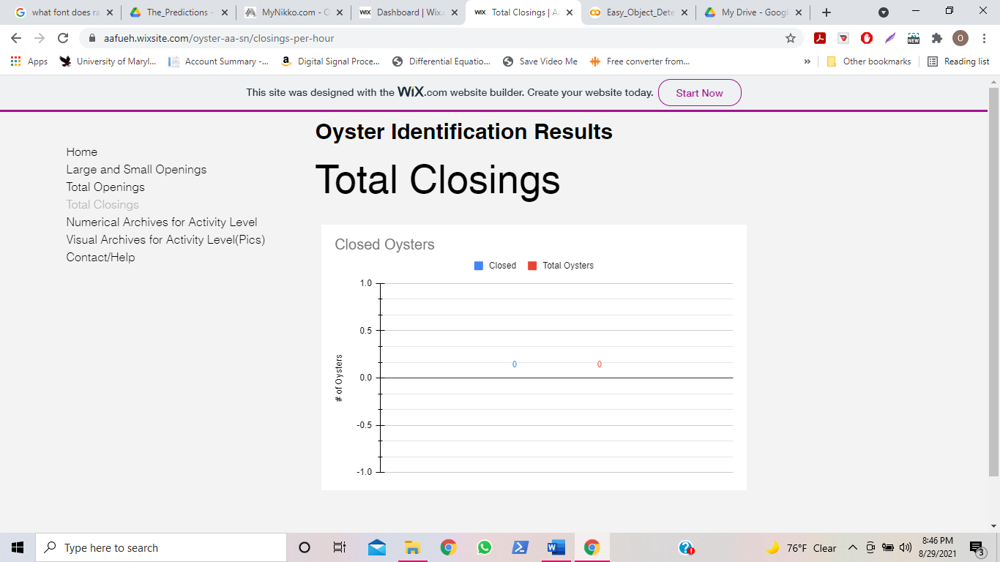 what font does ra
The_Predictions -
MyNikko.com - O
WiX Dashboard | Wix.c
WiX Total Closings | A
Easy_Object_Dete
My Drive - Googl
aafueh.wixsite.com/oyster-aa-sn/closings-per-hour
NEW
O
Apps
University of Maryl...
Account Summary -...
Digital Signal Proce...
Differential Equatio...
Save Video Me
Free converter from...
»
Other bookmarks
Reading list
This site was designed with the WiX.com website builder. Create your website today.
Start Now
Oyster Identification Results
Home
Large and Small Openings
Total Openings
Total Closings
Numerical Archives for Activity Level
Visual Archives for Activity Level(Pics)
Contact/Help
Total Closings
Closed Oysters
Closed
Total Oysters
# of Oysters
1.0
0.5
0.0
-0.5
-1.0
0
0
Type here to search
76°F Clear
8:46 PM
8/29/2021
3